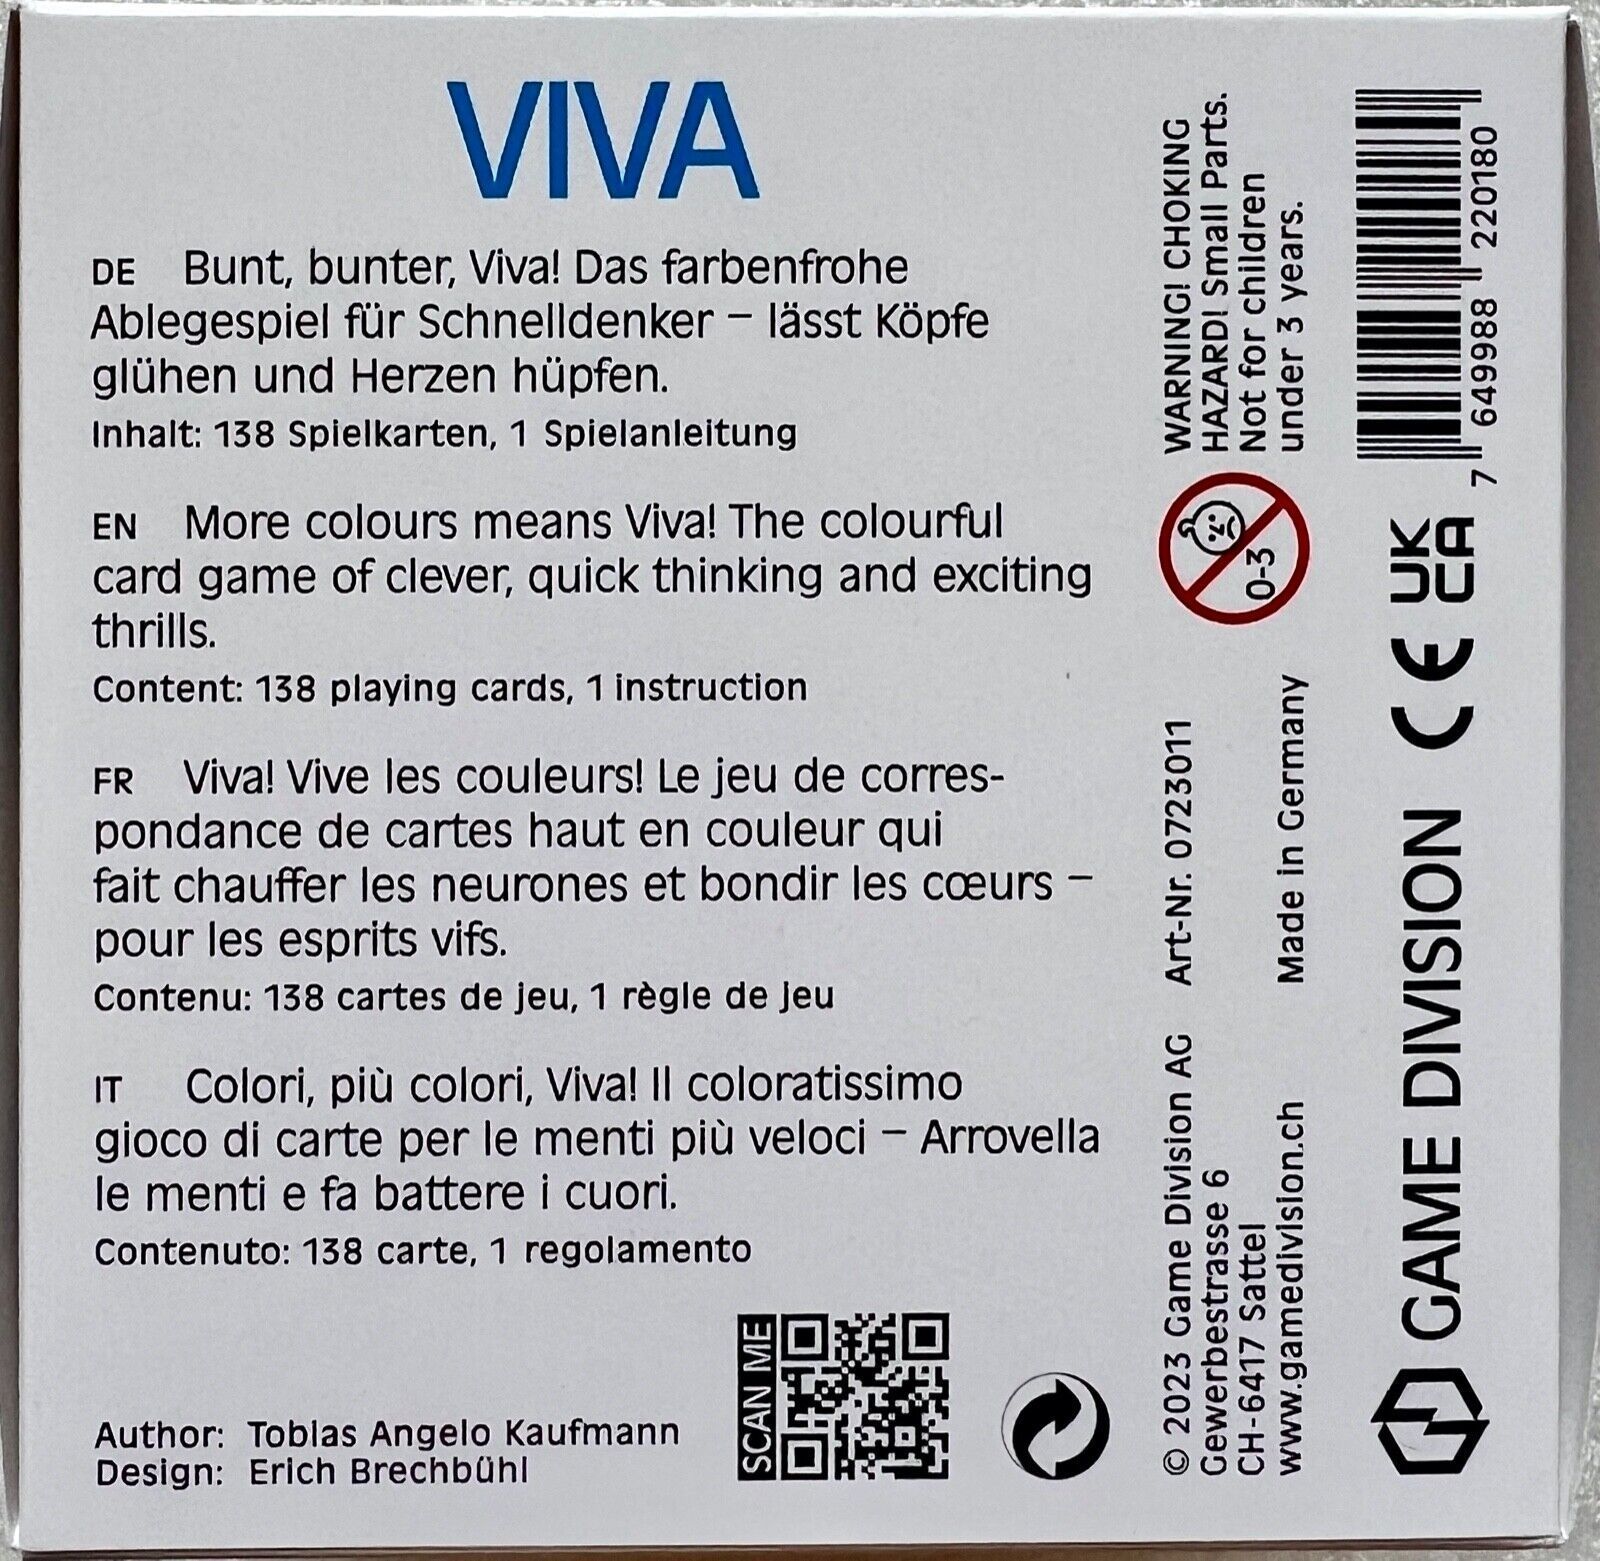 VIVA
DE Bunt, bunter, Viva! Das farbenfrohe
Ablegespiel für Schnelldenker – lässt Köpfe
glühen und Herzen hüpfen.
Inhalt: 138 Spielkarten, 1 Spielanleitung
EN More colours means Viva! The colourful
card game of clever, quick thinking and exciting
thrills.
Content: 138 playing cards, 1 instruction
FR Viva! Vive les couleurs! Le jeu de corres-
pondance de cartes haut en couleur qui
fait chauffer les neurones et bondir les cœurs –
pour les esprits vifs.
Contenu: 138 cartes de jeu, 1 règle de jeu
IT Colori, più colori, Viva! Il coloratissimo
gioco di carte per le menti più veloci – Arrovella
le menti e fa battere i cuori.
Contenuto: 138 carte, 1 regolamento
Author: Tobias Angelo Kaufmann
Design: Erich Brechbühl
SCAN ME
WARNING! CHOKING
HAZARD! Small Parts.
Not for children
under 3 years.
0-3
Art-Nr. 0723011
Made in Germany
© 2023 Game Division AG
Gewerbestrasse 6
CH-6417 Sattel
www.gamedivision.ch
7 649988 220180
UK
CA
CE
GAME DIVISION